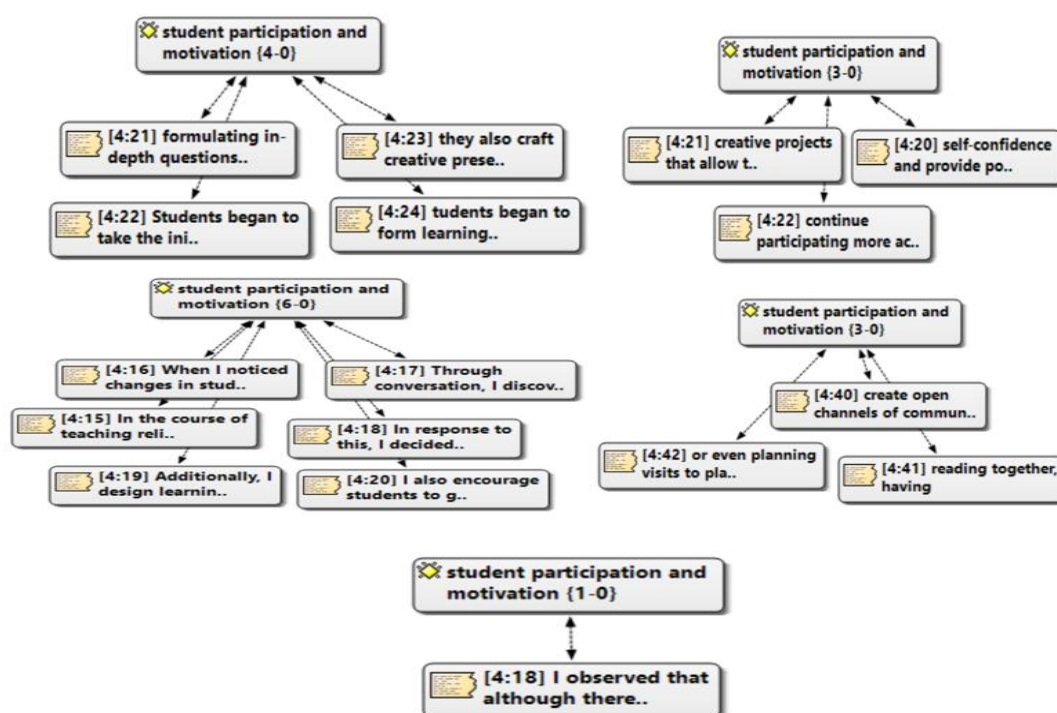 student participation and
motivation {4-0}
[4:21] formulating in-
depth questions..
[4:23] they also craft
creative prese..
[4:22] Students began to
take the ini..
[4:24] tudents began to
form learning..
student participation and
motivation {3-0}
[4:21] creative projects
that allow t..
[4:20] self-confidence
and provide po..
[4:22] continue
participating more ac..
student participation and
motivation {6-0}
[4:16] When I noticed
changes in stud..
[4:17] Through
conversation, I discov..
[4:15] In the course of
teaching reli..
[4:18] In response to
this, I decided..
[4:19] Additionally, I
design learnin..
[4:20] I also encourage
students to g..
student participation and
motivation {3-0}
[4:40] create open
channels of commun..
[4:42] or even planning
visits to pla..
[4:41] reading together,
having
student participation and
motivation {1-0}
[4:18] I observed that
although there..